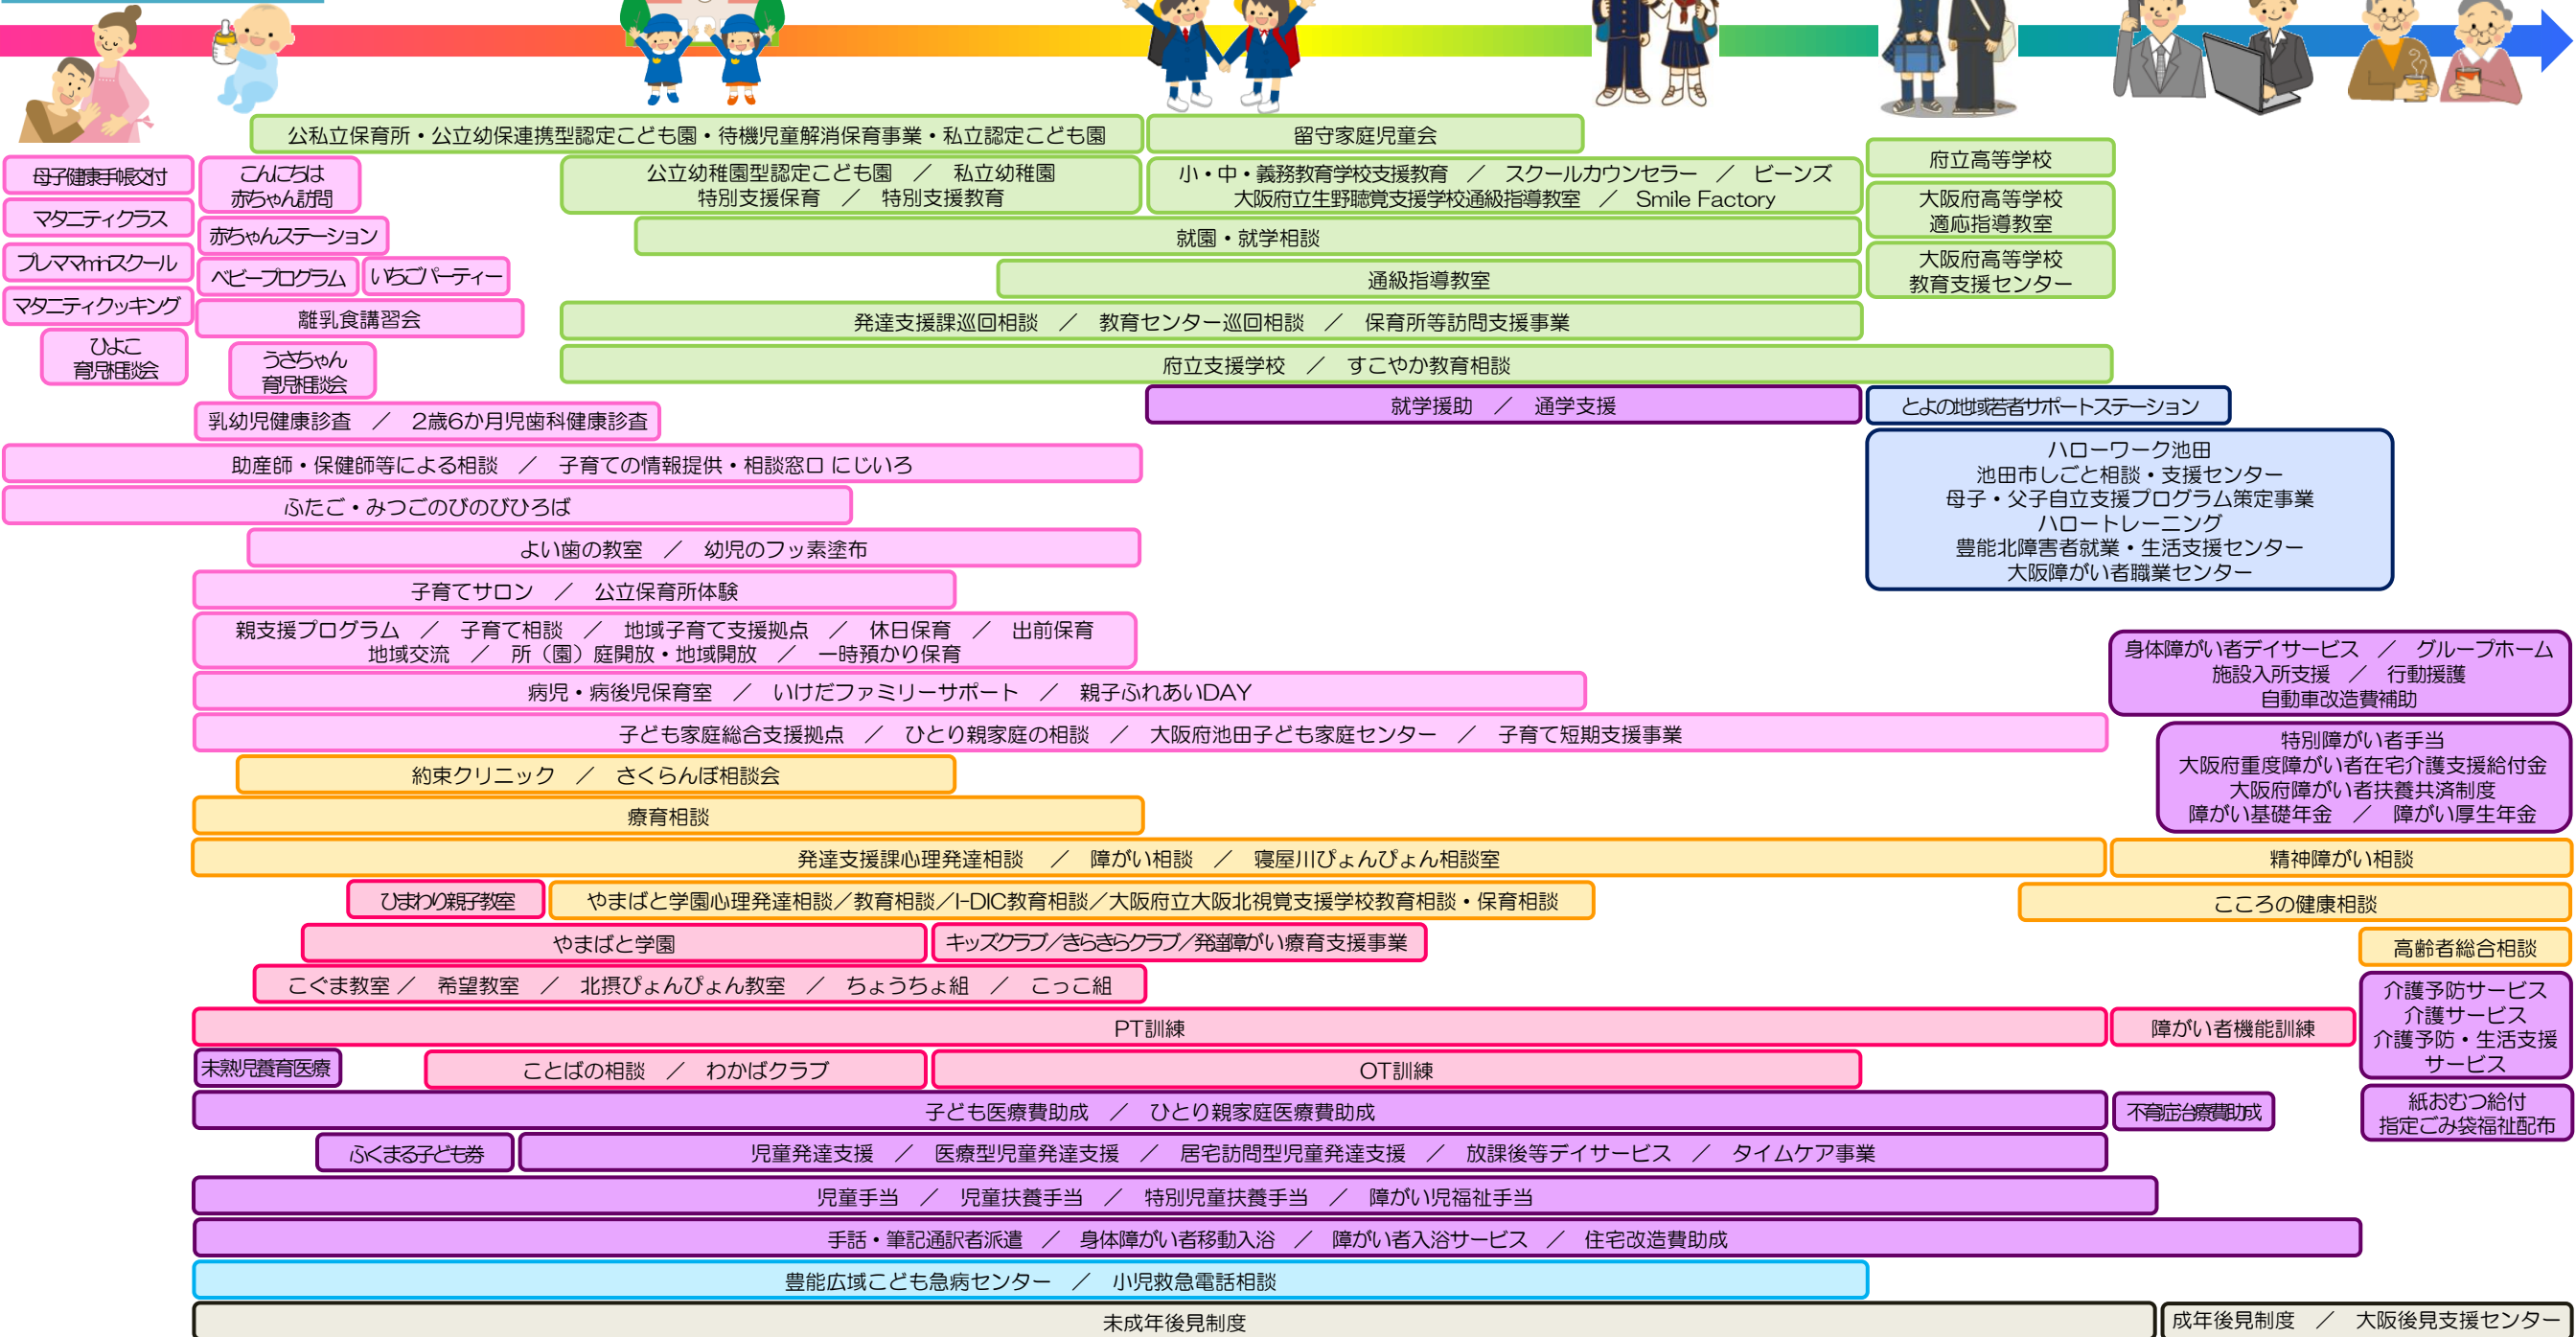 公私立保育所・公立幼保連携型認定こども園・待機児童解消保育事業・私立認定こども園
留守家庭児童会
府立高等学校
母子健康手帳交付
こんにちは
赤ちゃん訪問
公立幼稚園型認定こども園　／　私立幼稚園
特別支援保育　／　特別支援教育
小・中・義務教育学校支援教育　／　スクールカウンセラー　／　ビーンズ
大阪府立生野聴覚支援学校通級指導教室　／　Smile Factory
大阪府高等学校
適応指導教室
マタニティクラス
赤ちゃんステーション
就園・就学相談
プレママminiスクール
ベビープログラム
いちごパーティー
通級指導教室
大阪府高等学校
教育支援センター
マタニティクッキング
離乳食講習会
発達支援課巡回相談　／　教育センター巡回相談　／　保育所等訪問支援事業
ひよこ
育児相談会
うさちゃん
育児相談会
府立支援学校　／　すこやか教育相談
乳幼児健康診査　／　2歳6か月児歯科健康診査
就学援助　／　通学支援
とよの地域若者サポートステーション
助産師・保健師等による相談　／　子育ての情報提供・相談窓口 にじいろ
ハローワーク池田
池田市しごと相談・支援センター
母子・父子自立支援プログラム策定事業
ハロートレーニング
豊能北障害者就業・生活支援センター
大阪障がい者職業センター
ふたご・みつごのびのびひろば
よい歯の教室　／　幼児のフッ素塗布
子育てサロン　／　公立保育所体験
親支援プログラム　／　子育て相談　／　地域子育て支援拠点　／　休日保育　／　出前保育
地域交流　／　所（園）庭開放・地域開放　／　一時預かり保育
身体障がい者デイサービス　／　グループホーム
施設入所支援　／　行動援護
自動車改造費補助
病児・病後児保育室　／　いけだファミリーサポート　／　親子ふれあいDAY
子ども家庭総合支援拠点　／　ひとり親家庭の相談　／　大阪府池田子ども家庭センター　／　子育て短期支援事業
特別障がい者手当
大阪府重度障がい者在宅介護支援給付金
大阪府障がい者扶養共済制度
障がい基礎年金　／　障がい厚生年金
約束クリニック　／　さくらんぼ相談会
療育相談
発達支援課心理発達相談　／　障がい相談　／　寝屋川ぴょんぴょん相談室
精神障がい相談
ひまわり親子教室
やまばと学園心理発達相談／教育相談／I-DIC教育相談／大阪府立大阪北視覚支援学校教育相談・保育相談
こころの健康相談
やまばと学園
キッズクラブ／きらきらクラブ／発達障がい療育支援事業
高齢者総合相談
こぐま教室 ／　希望教室　／　北摂ぴょんぴょん教室　／　ちょうちょ組　／　こっこ組
介護予防サービス
介護サービス
介護予防・生活支援
サービス
PT訓練
障がい者機能訓練
未熟児養育医療
ことばの相談　／　わかばクラブ
OT訓練
子ども医療費助成　／　ひとり親家庭医療費助成
不育症治療費助成
紙おむつ給付
指定ごみ袋福祉配布
ふくまる子ども券
児童発達支援　／　医療型児童発達支援　／　居宅訪問型児童発達支援　／　放課後等デイサービス　／　タイムケア事業
児童手当　／　児童扶養手当　／　特別児童扶養手当　／　障がい児福祉手当
手話・筆記通訳者派遣　／　身体障がい者移動入浴　／　障がい者入浴サービス　／　住宅改造費助成
豊能広域こども急病センター　／　小児救急電話相談
未成年後見制度
成年後見制度　／　大阪後見支援センター